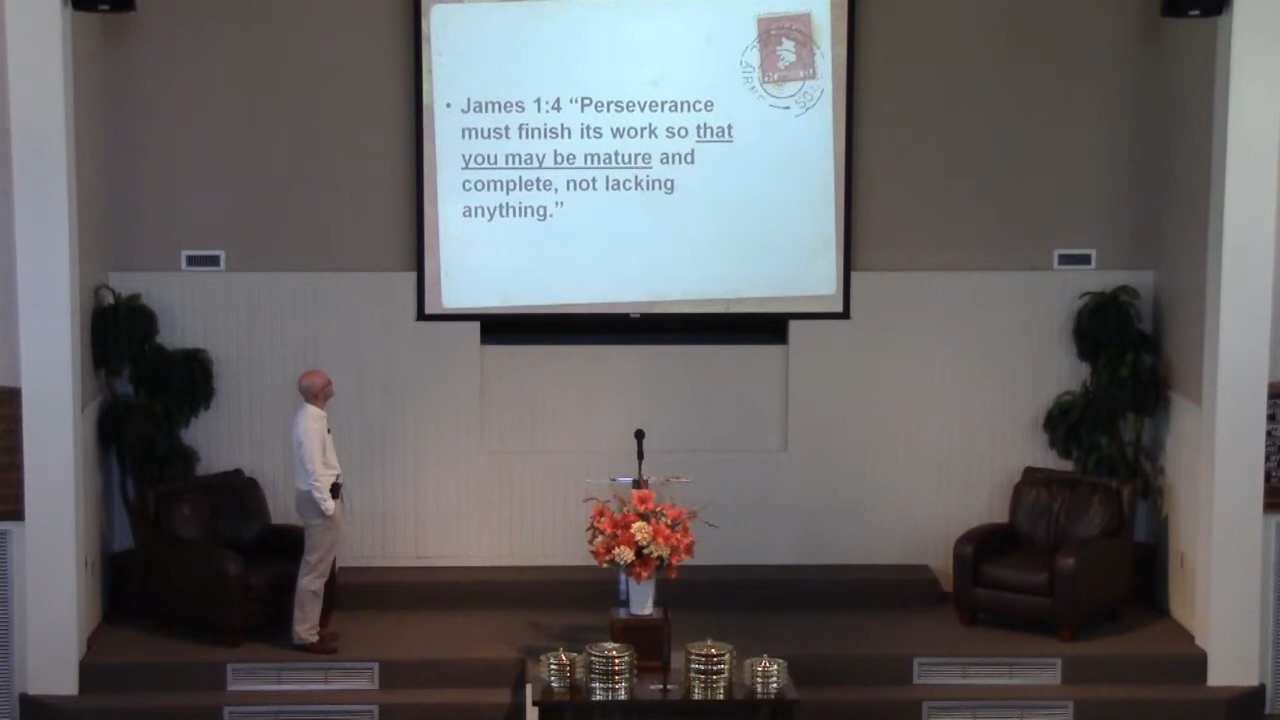 • James 1:4 “Perseverance
must finish its work so that
you may be mature and
complete, not lacking
anything.”